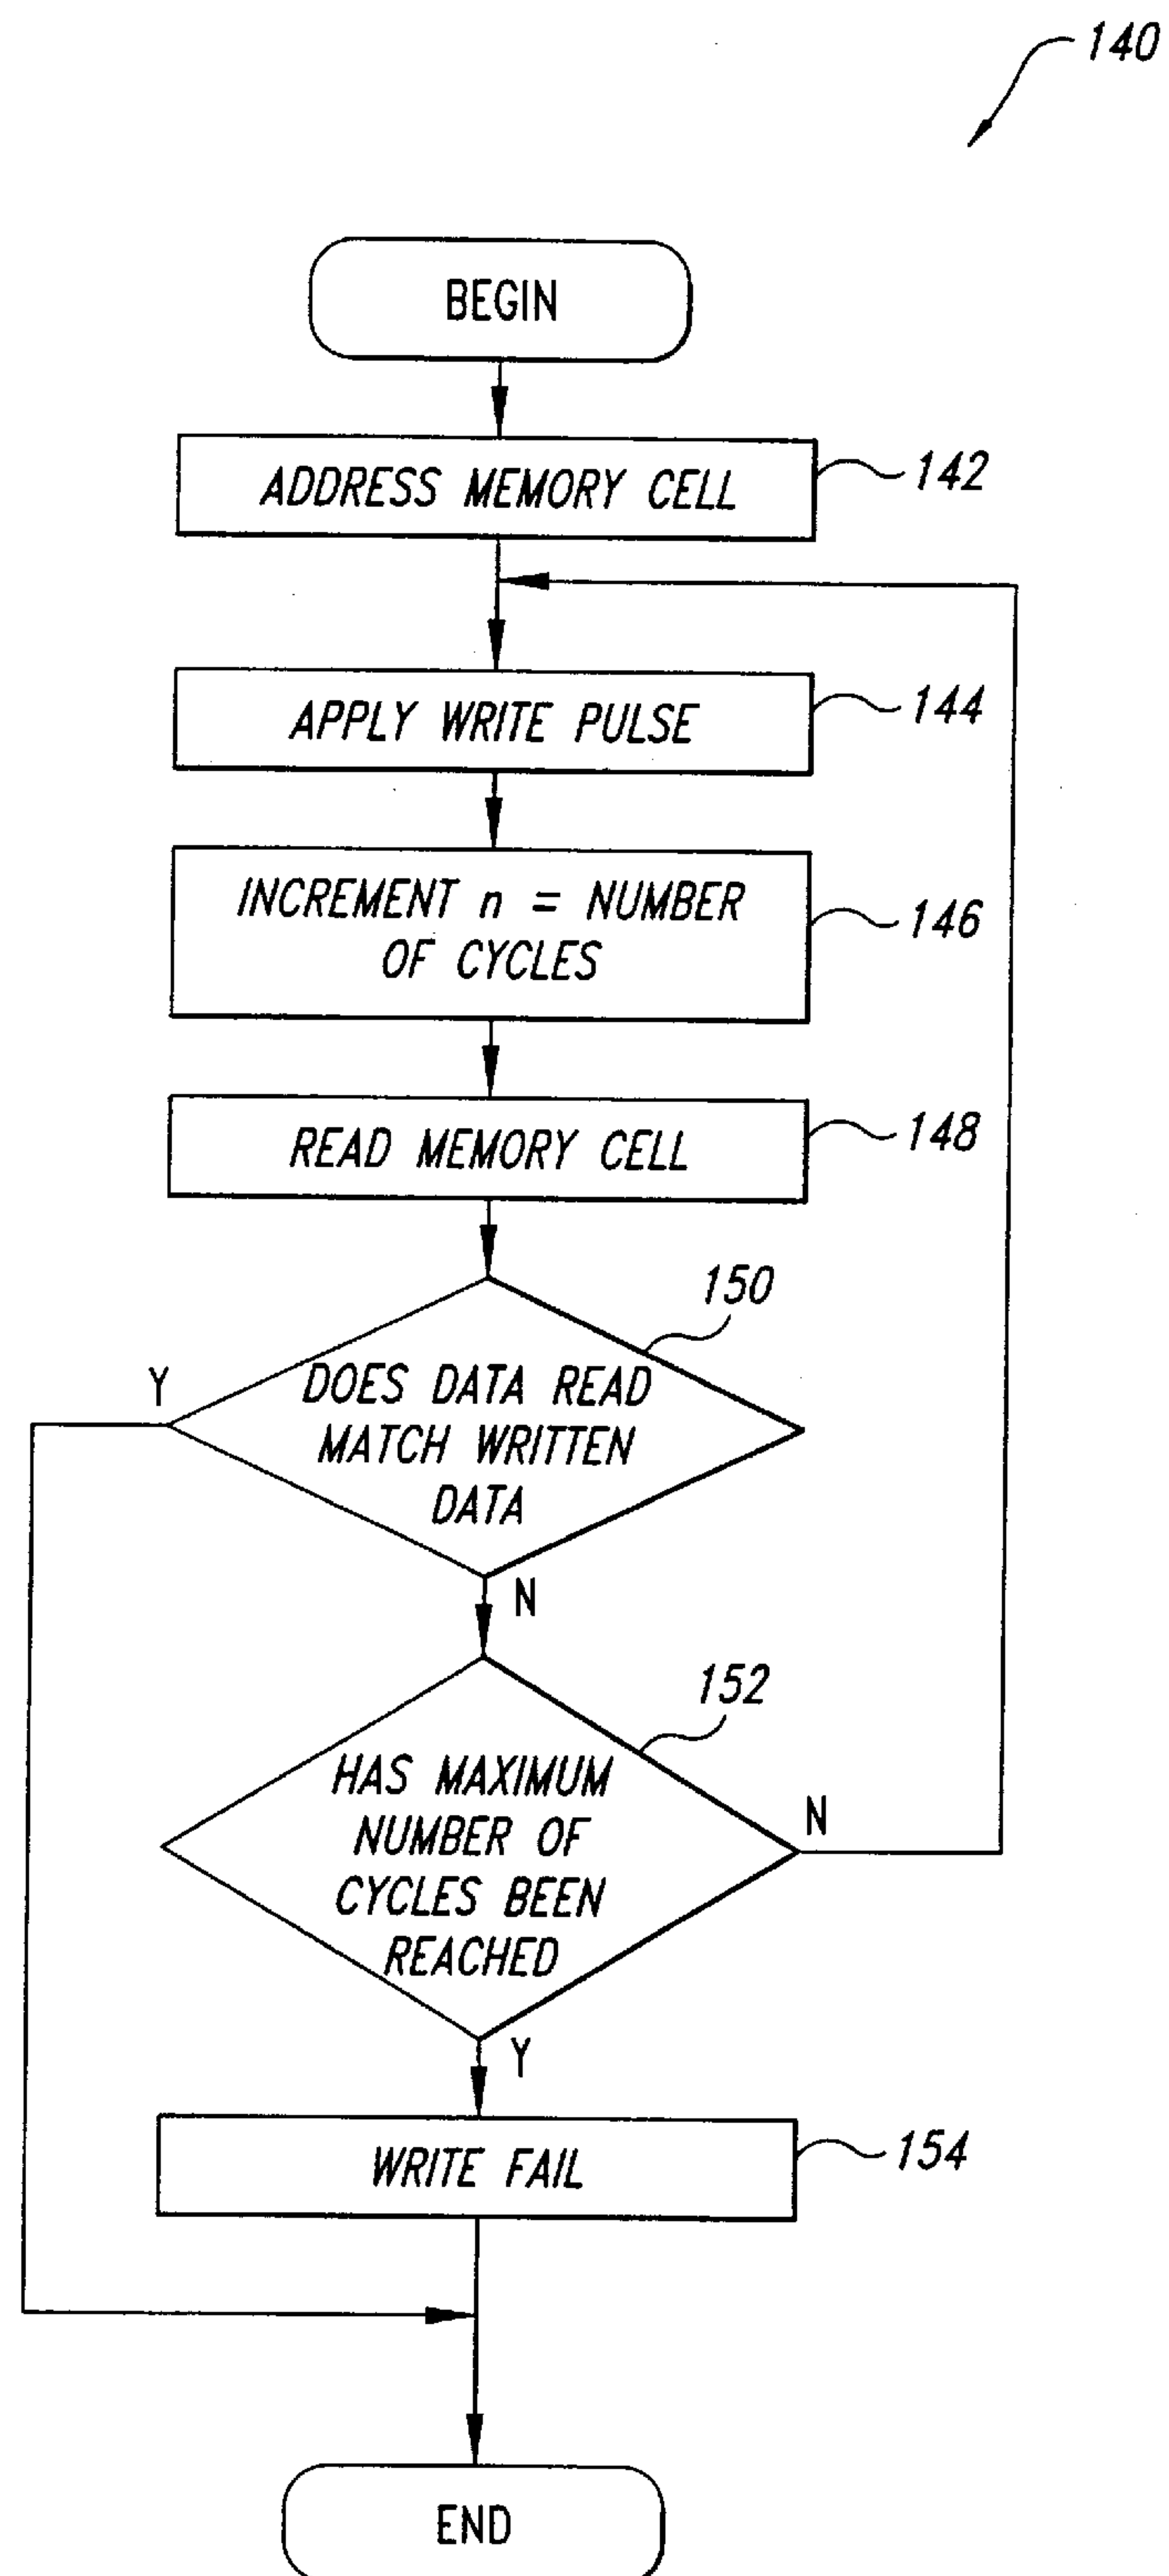 140
BEGIN
ADDRESS MEMORY CELL
142
APPLY WRITE PULSE
144
INCREMENT n = NUMBER
OF CYCLES
146
READ MEMORY CELL
148
150
Y
DOES DATA READ
MATCH WRITTEN
DATA
N
152
HAS MAXIMUM
NUMBER OF
CYCLES BEEN
REACHED
N
Y
WRITE FAIL
154
END